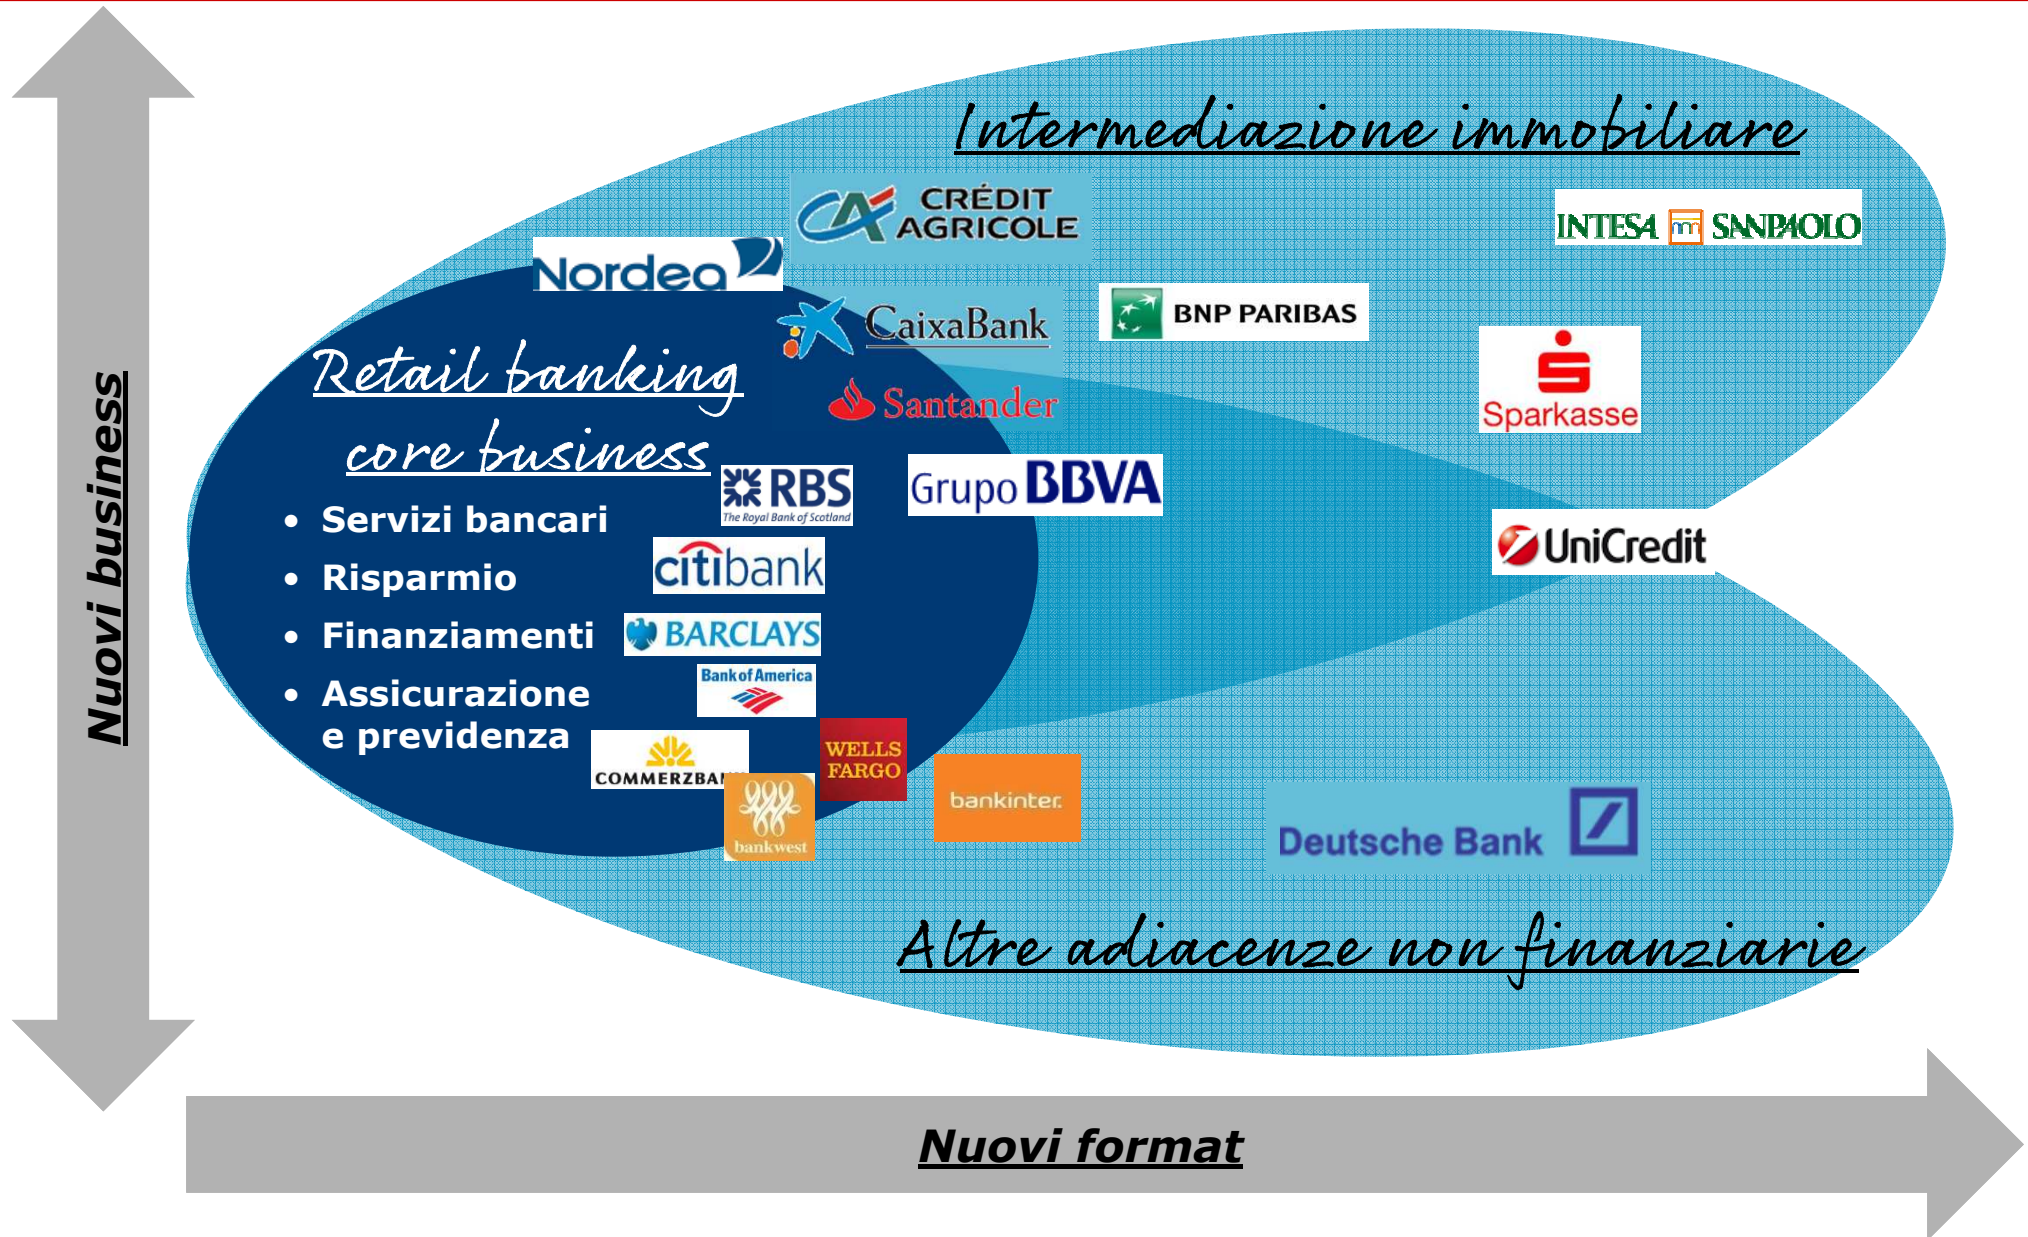 Intermediazione immobiliare
CRÉDIT
AGRICOLE
INTESA SANPAOLO
Nordea
CaixaBank
BNP PARIBAS
Retail banking
core business
Santander
Sparkasse
RBS
The Royal Bank of Scotland
Grupo BBVA
UniCredit
• Servizi bancari
• Risparmio
• Finanziamenti
• Assicurazione
e previdenza
citibank
BARCLAYS
Bank of America
COMMERZBA
WELLS
FARGO
bankwest
bankinter.
Deutsche Bank
Altre adiacenze non finanziarie
Nuovi business
Nuovi format